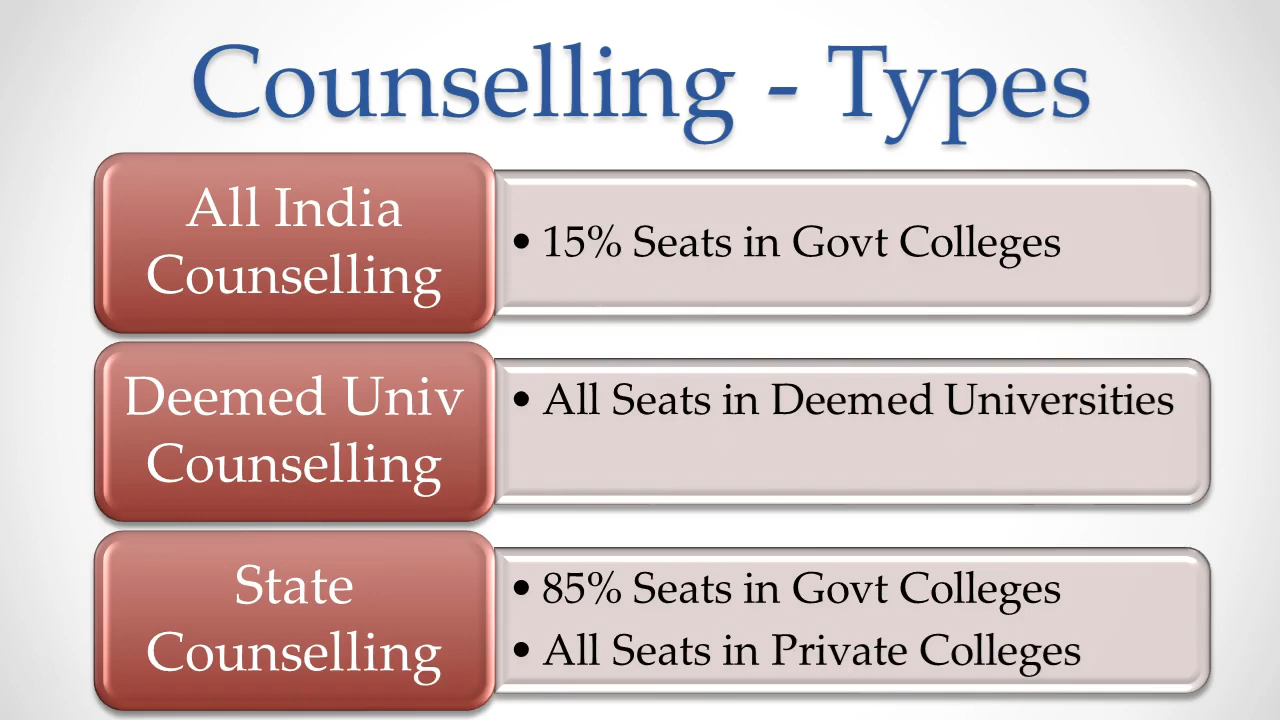 Counselling - Types
All India
Counselling
• 15% Seats in Govt Colleges
Deemed Univ
Counselling
• All Seats in Deemed Universities
State
Counselling
• 85% Seats in Govt Colleges
• All Seats in Private Colleges